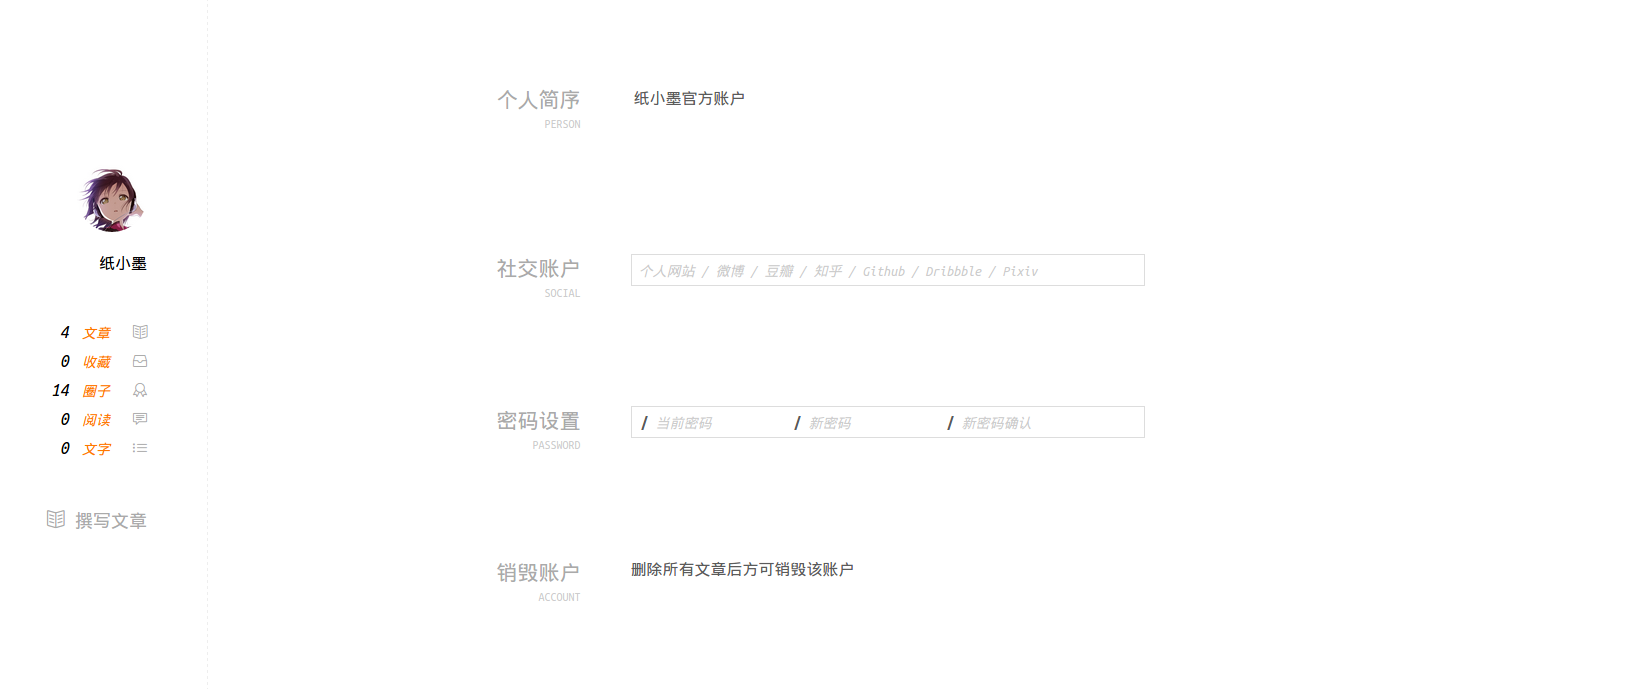 纸小墨
4 文章
0 收藏
14 圈子
0 阅读
0 文字
撰写文章
个人简序 纸小墨官方账户
PERSON
社交账户 个人网站 / 微博 / 豆瓣 / 知乎 / Github / Dribbble / Pixiv
SOCIAL
密码设置 / 当前密码 / 新密码 / 新密码确认
PASSWORD
销毁账户 删除所有文章后方可销毁该账户
ACCOUNT